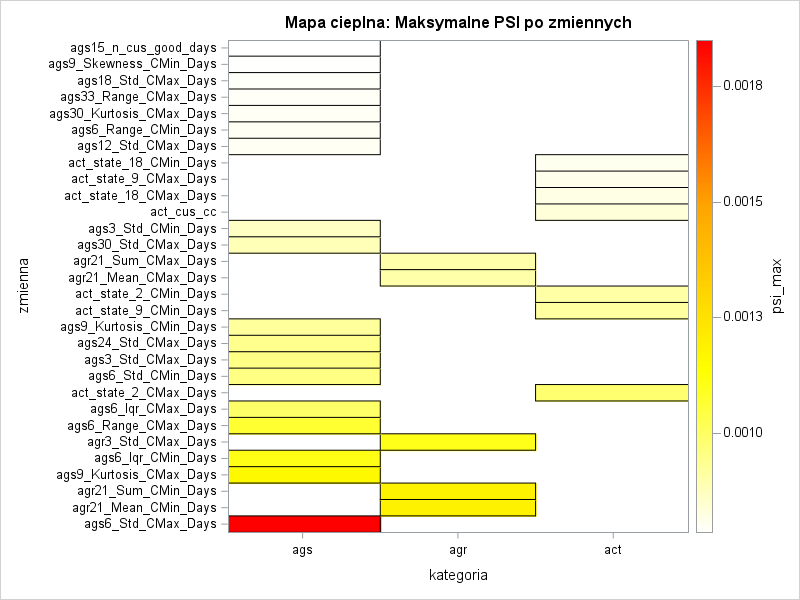 Mapa cieplna: Maksymalne PSI po zmiennych
zmienna
ags15_n_cus_good_days
ags9_Skewness_CMin_Days
ags18_Std_CMax_Days
ags33_Range_CMax_Days
ags30_Kurtosis_CMax_Days
ags6_Range_CMin_Days
ags12_Std_CMax_Days
act_state_18_CMin_Days
act_state_9_CMax_Days
act_state_18_CMax_Days
act_cus_cc
ags3_Std_CMin_Days
ags30_Std_CMax_Days
agr21_Sum_CMax_Days
agr21_Mean_CMax_Days
act_state_2_CMin_Days
act_state_9_CMin_Days
ags9_Kurtosis_CMin_Days
ags24_Std_CMax_Days
ags3_Std_CMax_Days
ags6_Std_CMin_Days
act_state_2_CMax_Days
ags6_Iqr_CMax_Days
ags6_Range_CMax_Days
agr3_Std_CMax_Days
ags6_Iqr_CMin_Days
ags9_Kurtosis_CMax_Days
agr21_Sum_CMin_Days
agr21_Mean_CMin_Days
ags6_Std_CMax_Days
ags agr act
kategoria
0.0018
0.0015
0.0013
0.0010
psi_max